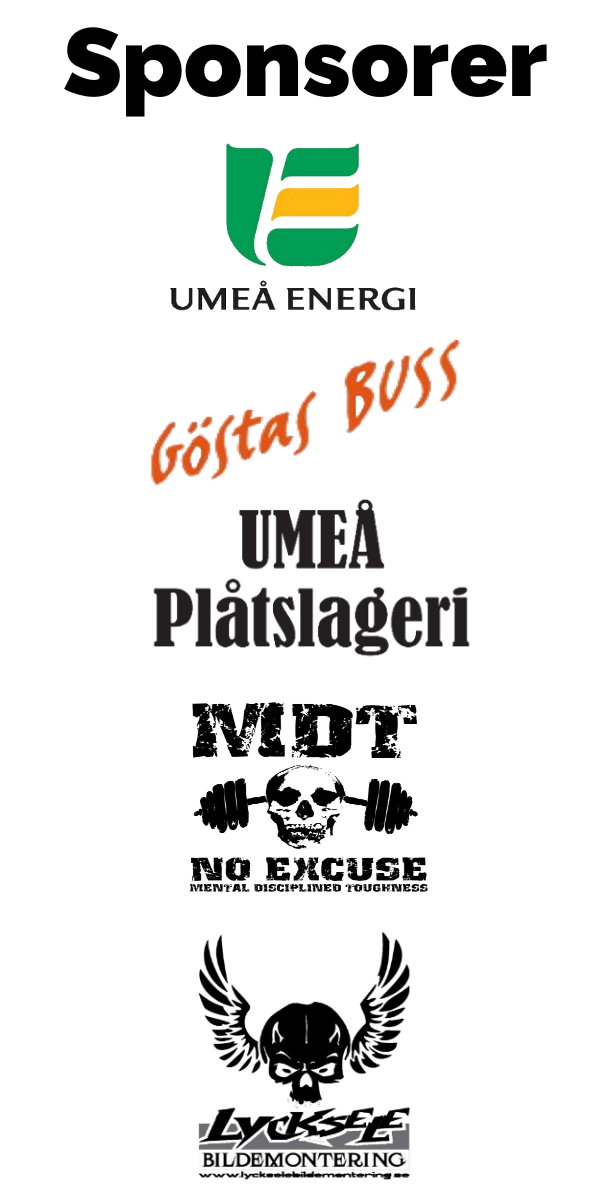 Sponsorer
UMEÅ ENERGI
Göstas BUSS
UMEÅ
Plåtslageri
MDT
NO EXCUSE
MENTAL DISCIPLINED TOUGHNESS
LYCKSELE
BILDEMONTERING
www.lyckselebildemontering.se